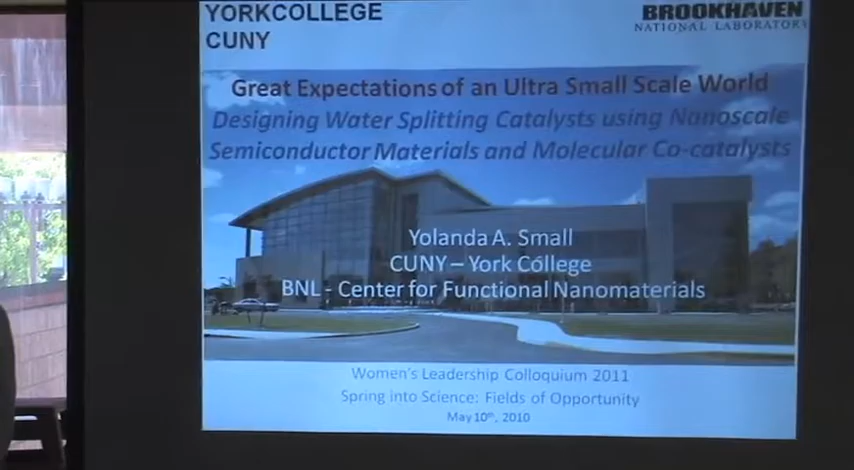 YORKCOLLEGE
CUNY
BROOKHAVEN
NATIONAL LABORATORY
Great Expectations of an Ultra Small Scale World
Designing Water Splitting Catalysts using Nanoscale
Semiconductor Materials and Molecular Co-catalysts
Yolanda A. Small
CUNY – York College
BNL - Center for Functional Nanomaterials
Women's Leadership Colloquium 2011
Spring into Science: Fields of Opportunity
May10th, 2010